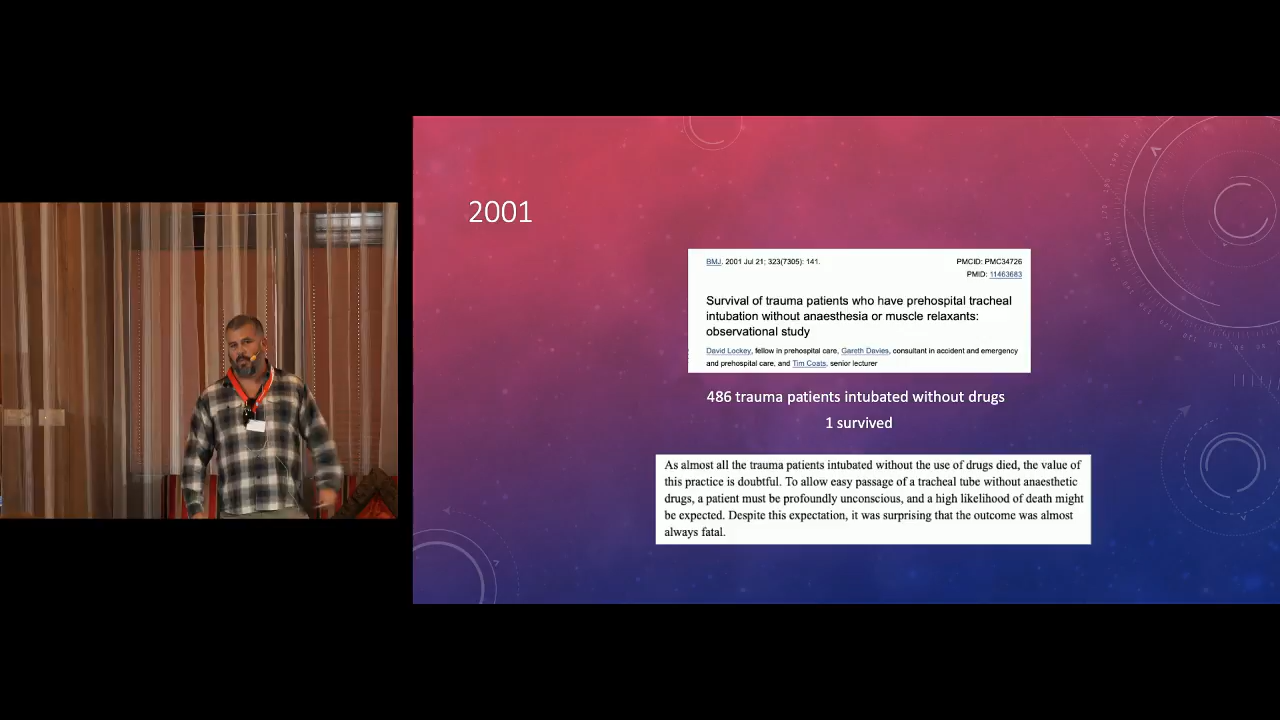 2001
BMJ. 2001 Jul 21; 323(7305): 141.
PMCID: PMC34726
PMID: 11463683
Survival of trauma patients who have prehospital tracheal
intubation without anaesthesia or muscle relaxants:
observational study
David Lockey, fellow in prehospital care, Gareth Davies, consultant in accident and emergency
and prehospital care, and Tim Coats, senior lecturer
486 trauma patients intubated without drugs
1 survived
As almost all the trauma patients intubated without the use of drugs died, the value of
this practice is doubtful. To allow easy passage of a tracheal tube without anaesthetic
drugs, a patient must be profoundly unconscious, and a high likelihood of death might
be expected. Despite this expectation, it was surprising that the outcome was almost
always fatal.